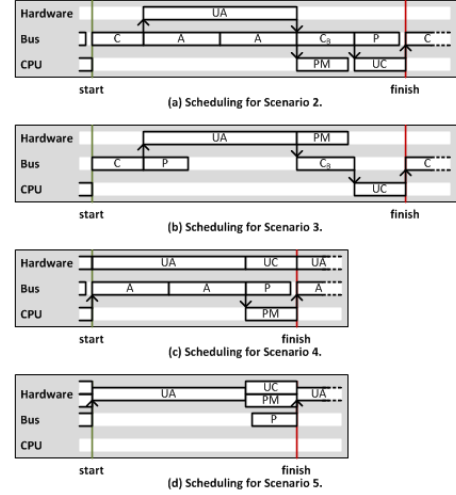 Hardware UA
Bus C A A C_B P C
CPU PM UC
start finish
(a) Scheduling for Scenario 2.
Hardware UA PM
Bus C P C_B C
CPU UC
start finish
(b) Scheduling for Scenario 3.
Hardware UA UC UA
Bus A A P A
CPU PM
start finish
(c) Scheduling for Scenario 4.
UC
Hardware UA UA
PM
Bus P
CPU
start finish
(d) Scheduling for Scenario 5.